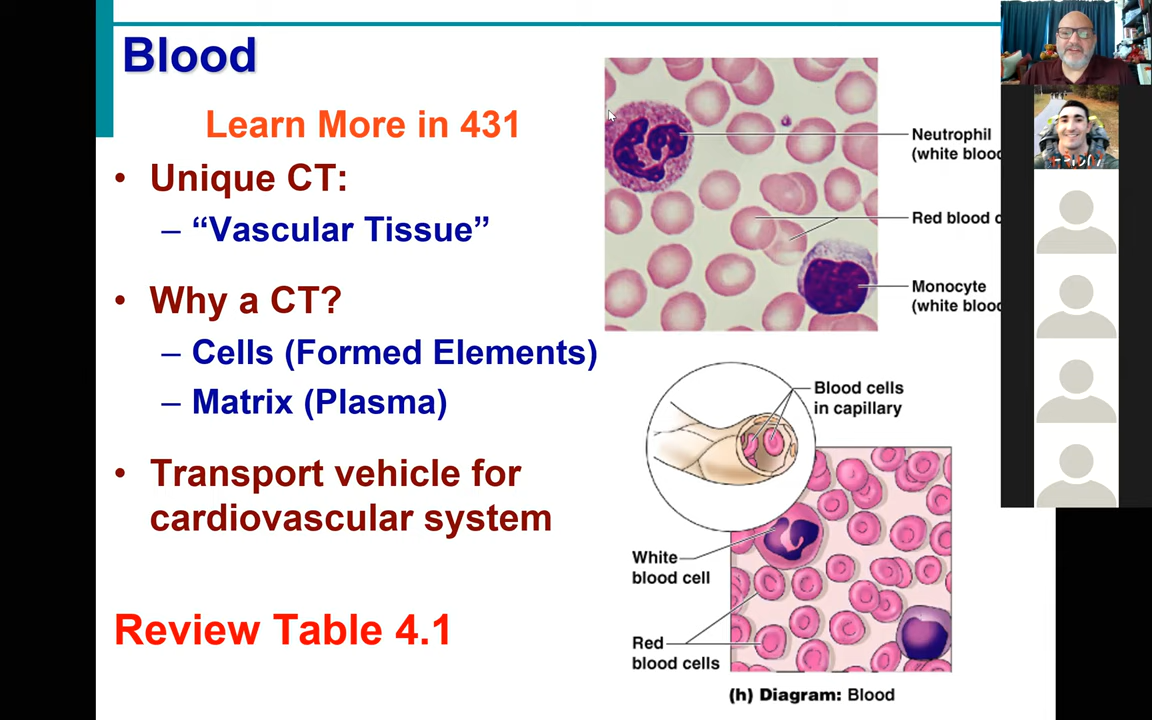 Blood
Learn More in 431
• Unique CT:
– “Vascular Tissue”
• Why a CT?
– Cells (Formed Elements)
– Matrix (Plasma)
• Transport vehicle for
cardiovascular system
Review Table 4.1
Neutrophil
(white blood
Red blood c
Monocyte
(white blood
Blood cells
in capillary
White
blood cell
Red
blood cells
(h) Diagram: Blood